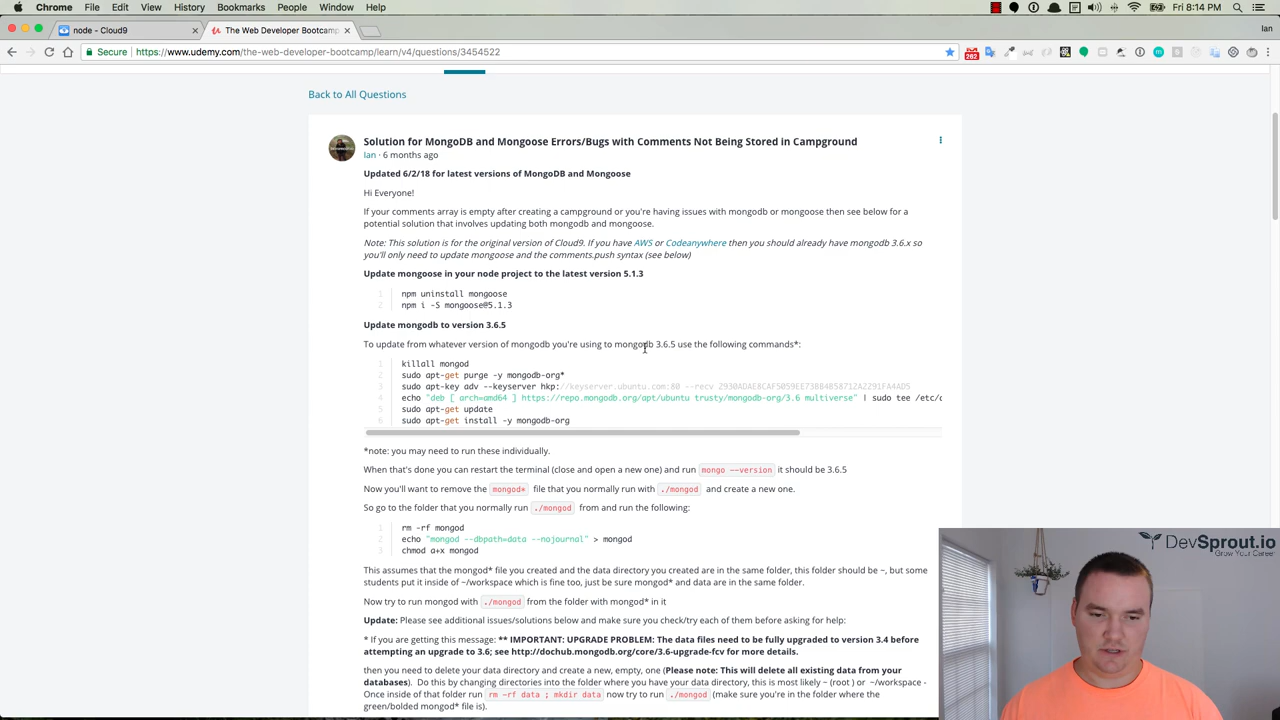 Chrome File Edit View History Bookmarks People Window Help
Fri 8:14 PM
node - Cloud9
The Web Developer Bootcamp
Ian
Secure https://www.udemy.com/the-web-developer-bootcamp/learn/v4/questions/3454522
262
Back to All Questions
Solution for MongoDB and Mongoose Errors/Bugs with Comments Not Being Stored in Campground
Ian · 6 months ago
Updated 6/2/18 for latest versions of MongoDB and Mongoose
Hi Everyone!
If your comments array is empty after creating a campground or you're having issues with mongodb or mongoose then see below for a
potential solution that involves updating both mongodb and mongoose.
Note: This solution is for the original version of Cloud9. If you have AWS or Codeanywhere then you should already have mongodb 3.6.x so
you'll only need to update mongoose and the comments.push syntax (see below)
Update mongoose in your node project to the latest version 5.1.3
1 npm uninstall mongoose
2 npm i -S mongoose@5.1.3
Update mongodb to version 3.6.5
To update from whatever version of mongodb you're using to mongodb 3.6.5 use the following commands*:
1 killall mongod
2 sudo apt-get purge -y mongodb-org*
3 sudo apt-key adv --keyserver hkp://keyserver.ubuntu.com:80 --recv 2930ADAE8CAF5059EE73BB4B58712A2291FA4AD5
4 echo "deb [ arch=amd64 ] https://repo.mongodb.org/apt/ubuntu trusty/mongodb-org/3.6 multiverse" | sudo tee /etc/
5 sudo apt-get update
6 sudo apt-get install -y mongodb-org
*note: you may need to run these individually.
When that's done you can restart the terminal (close and open a new one) and run mongo --version it should be 3.6.5
Now you'll want to remove the mongod* file that you normally run with ./mongod and create a new one.
So go to the folder that you normally run ./mongod from and run the following:
1 rm -rf mongod
2 echo "mongod --dbpath=data --nojournal" > mongod
3 chmod a+x mongod
This assumes that the mongod* file you created and the data directory you created are in the same folder, this folder should be ~, but some
students put it inside of ~/workspace which is fine too, just be sure mongod* and data are in the same folder.
Now try to run mongod with ./mongod from the folder with mongod* in it
Update: Please see additional issues/solutions below and make sure you check/try each of them before asking for help:
* If you are getting this message: ** IMPORTANT: UPGRADE PROBLEM: The data files need to be fully upgraded to version 3.4 before
attempting an upgrade to 3.6; see http://dochub.mongodb.org/core/3.6-upgrade-fcv for more details.
then you need to delete your data directory and create a new, empty, one (Please note: This will delete all existing data from your
databases). Do this by changing directories into the folder where you have your data directory, this is most likely ~ (root ) or ~/workspace -
Once inside of that folder run rm -rf data ; mkdir data now try to run ./mongod (make sure you're in the folder where the
green/bolded mongod* file is).
DevSprout.io
Grow Your Career